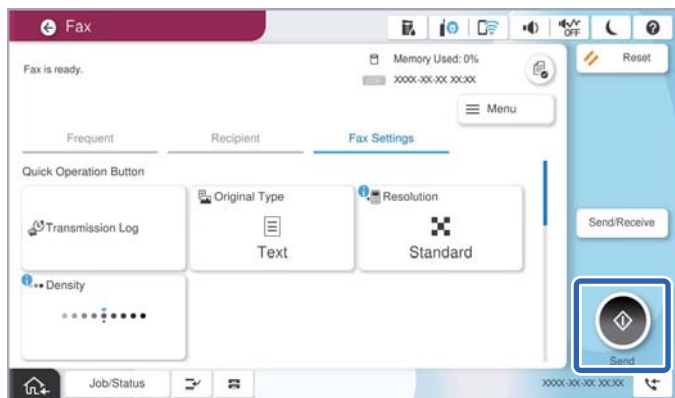 Fax
OFF
Reset
Fax is ready.
Memory Used: 0%
XXXX-XX-XX XX:XX
Menu
Frequent
Recipient
Fax Settings
Quick Operation Button
Transmission Log
Original Type
Text
Resolution
Standard
Send/Receive
Density
Send
Job/Status
XXXX-XX-XX XX:XX